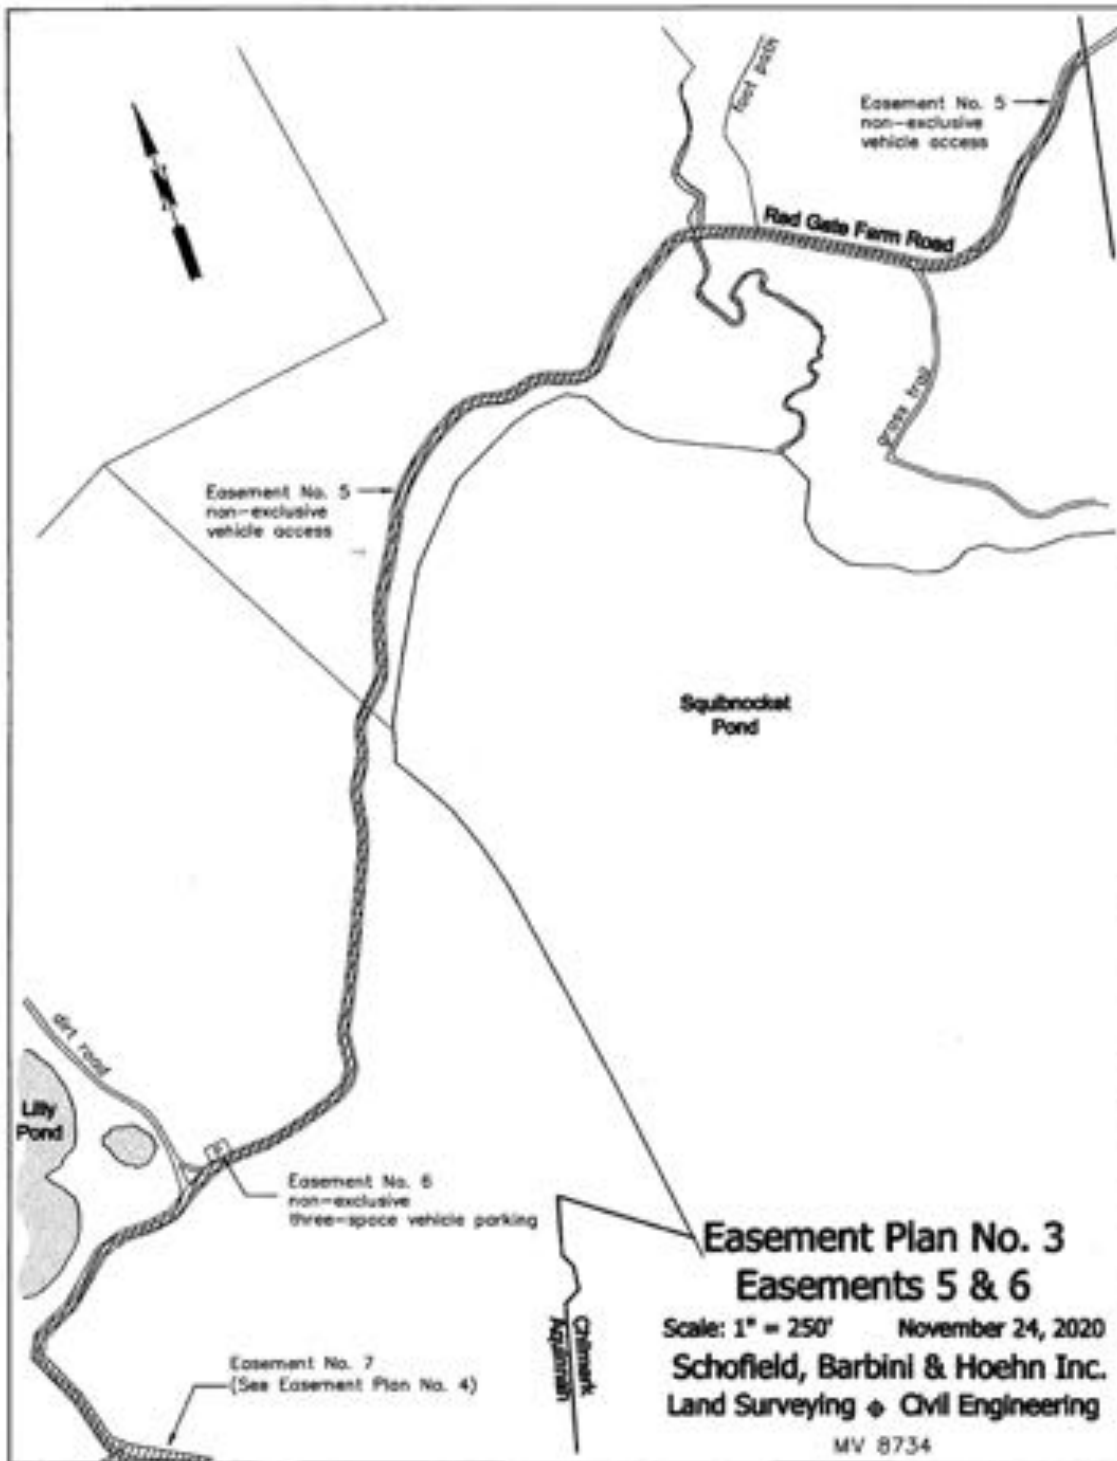 foot path
Easement No. 5
non-exclusive
vehicle access
Red Gate Farm Road
grass trail
Easement No. 5
non-exclusive
vehicle access
Squibnocket
Pond
dirt road
Lilly
Pond
Easement No. 6
non-exclusive
three-space vehicle parking
Chilmark
Aquinnah
Easement No. 7
(See Easement Plan No. 4)
Easement Plan No. 3
Easements 5 & 6
Scale: 1" = 250' November 24, 2020
Schofield, Barbini & Hoehn Inc.
Land Surveying Civil Engineering
MV 8734